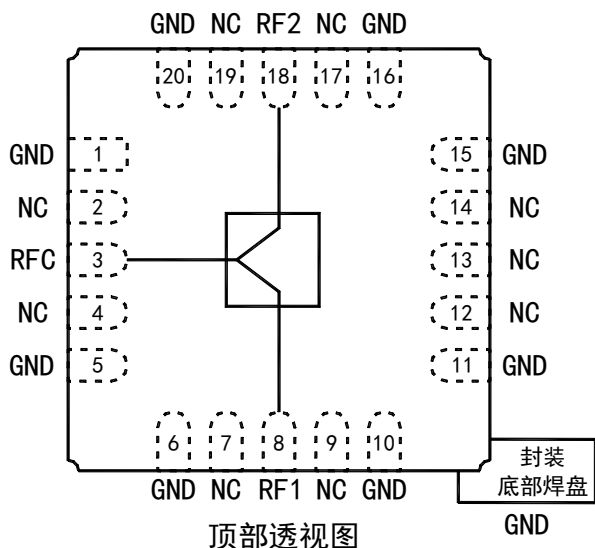 GND NC RF2 NC GND
20 19 18 17 16
GND 1 15 GND
NC 2 14 NC
RFC 3 13 NC
NC 4 12 NC
GND 5 11 GND
6 7 8 9 10
GND NC RF1 NC GND
封装
底部焊盘
GND
顶部透视图